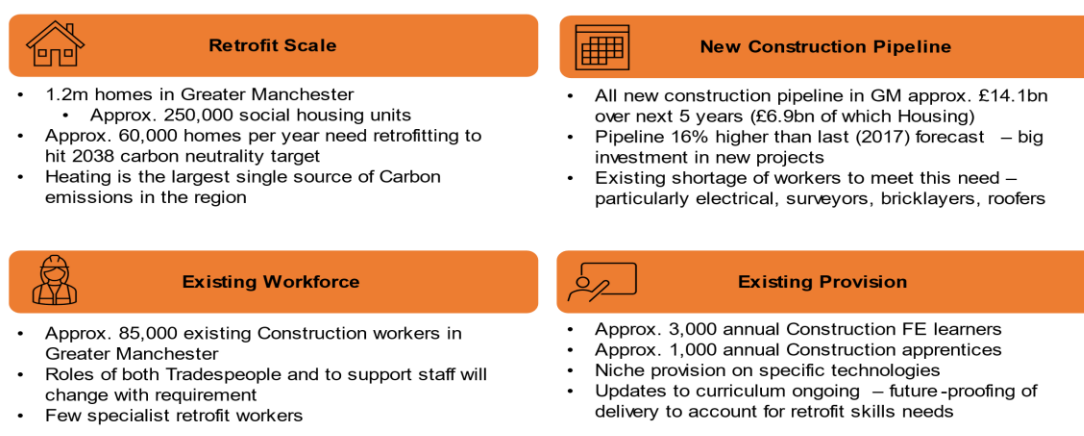 Retrofit Scale
• 1.2m homes in Greater Manchester
• Approx. 250,000 social housing units
• Approx. 60,000 homes per year need retrofitting to
hit 2038 carbon neutrality target
• Heating is the largest single source of Carbon
emissions in the region
New Construction Pipeline
• All new construction pipeline in GM approx. £14.1bn
over next 5 years (£6.9bn of which Housing)
• Pipeline 16% higher than last (2017) forecast – big
investment in new projects
• Existing shortage of workers to meet this need –
particularly electrical, surveyors, bricklayers, roofers
Existing Workforce
• Approx. 85,000 existing Construction workers in
Greater Manchester
• Roles of both Tradespeople and to support staff will
change with requirement
• Few specialist retrofit workers
Existing Provision
• Approx. 3,000 annual Construction FE learners
• Approx. 1,000 annual Construction apprentices
• Niche provision on specific technologies
• Updates to curriculum ongoing – future-proofing of
delivery to account for retrofit skills needs